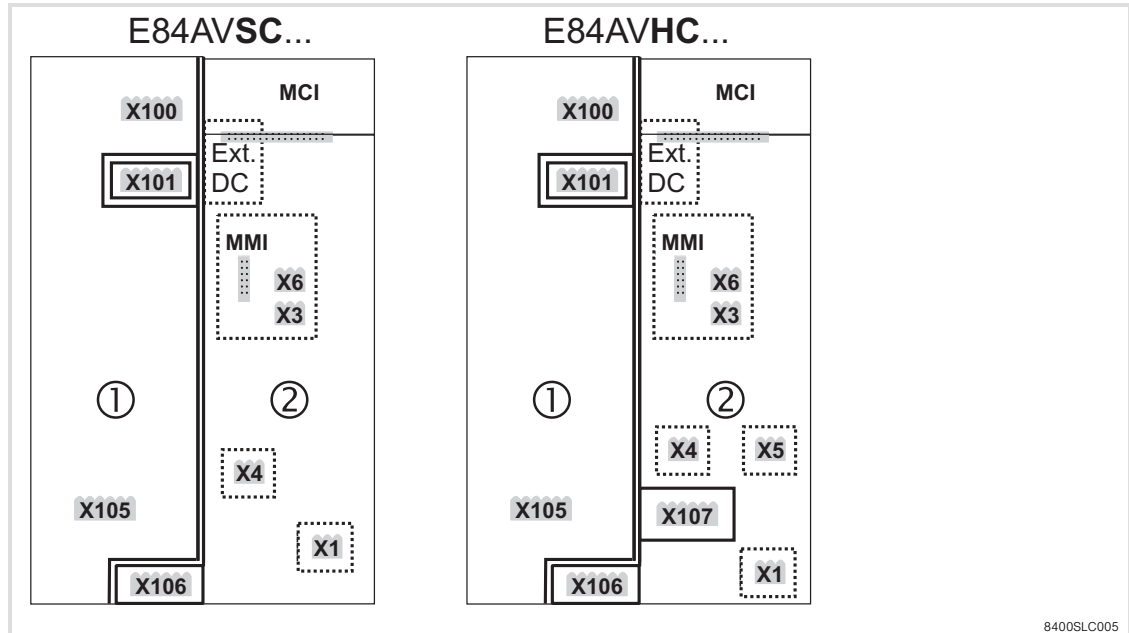 E84AVSC...
MCI
X100
Ext.
DC
X101
MMI
X6
X3
①
②
X4
X105
X1
X106
E84AVHC...
MCI
X100
Ext.
DC
X101
MMI
X6
X3
①
②
X4
X5
X105
X107
X1
X106
8400SLC005